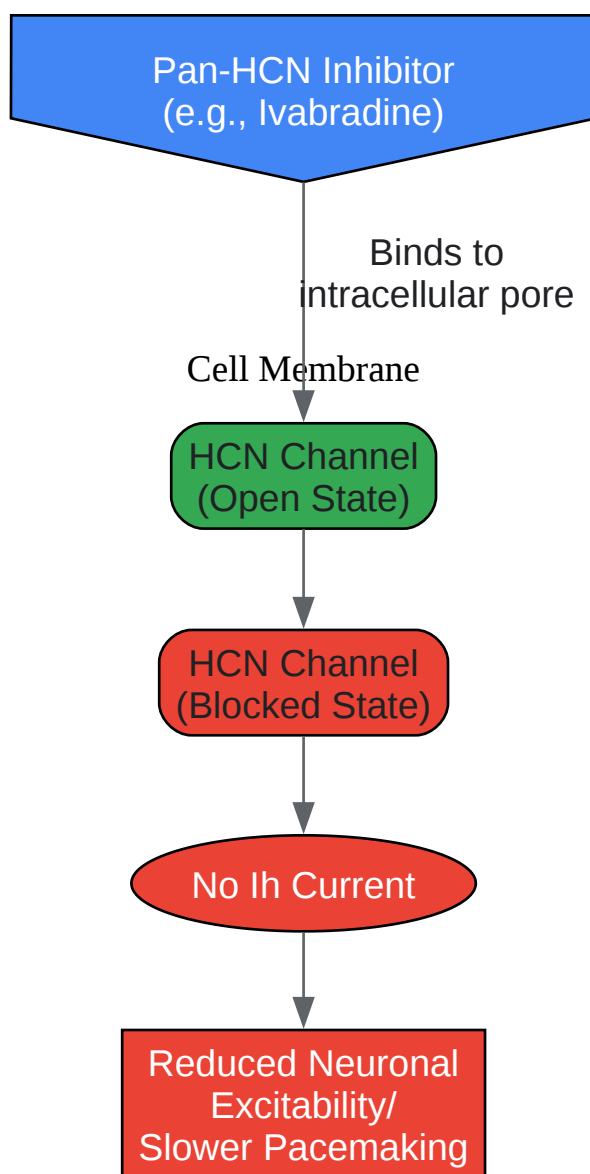 Pan-HCN Inhibitor
(e.g., Ivabradine)
Binds to
intracellular pore
Cell Membrane
HCN Channel
(Open State)
HCN Channel
(Blocked State)
No Ih Current
Reduced Neuronal
Excitability/
Slower Pacemaking